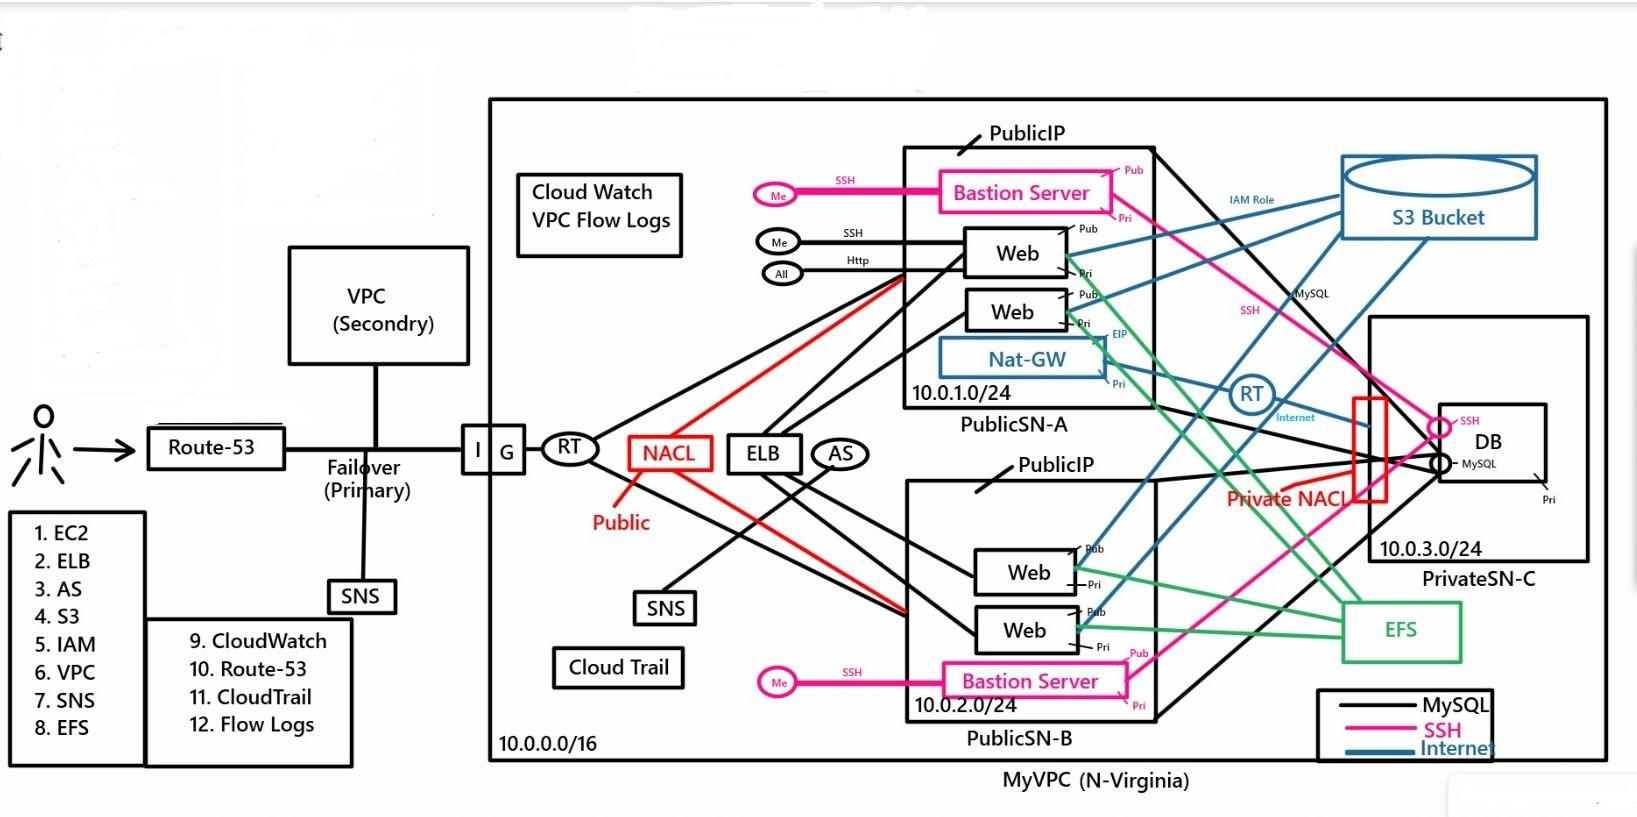 PublicIP
Cloud Watch
VPC Flow Logs
Me
SSH
Bastion Server
Pub
Pri
Me
SSH
All
Http
Web
Pub
Pri
Web
Pub
Pri
Nat-GW
EIP
Pri
10.0.1.0/24
PublicSN-A
IAM Role
S3 Bucket
MySQL
SSH
RT
Internet
VPC
(Secondry)
Route-53
Failover
(Primary)
I G
RT
NACL
Public
ELB
AS
SNS
SNS
Cloud Trail
PublicIP
Web
Pub
Pri
Web
Pub
Pri
Me
SSH
Bastion Server
Pub
Pri
10.0.2.0/24
PublicSN-B
Private NACL
SSH
DB
MySQL
Pri
10.0.3.0/24
PrivateSN-C
EFS
1. EC2
2. ELB
3. AS
4. S3
5. IAM
6. VPC
7. SNS
8. EFS
9. CloudWatch
10. Route-53
11. CloudTrail
12. Flow Logs
10.0.0.0/16
MySQL
SSH
Internet
MyVPC (N-Virginia)